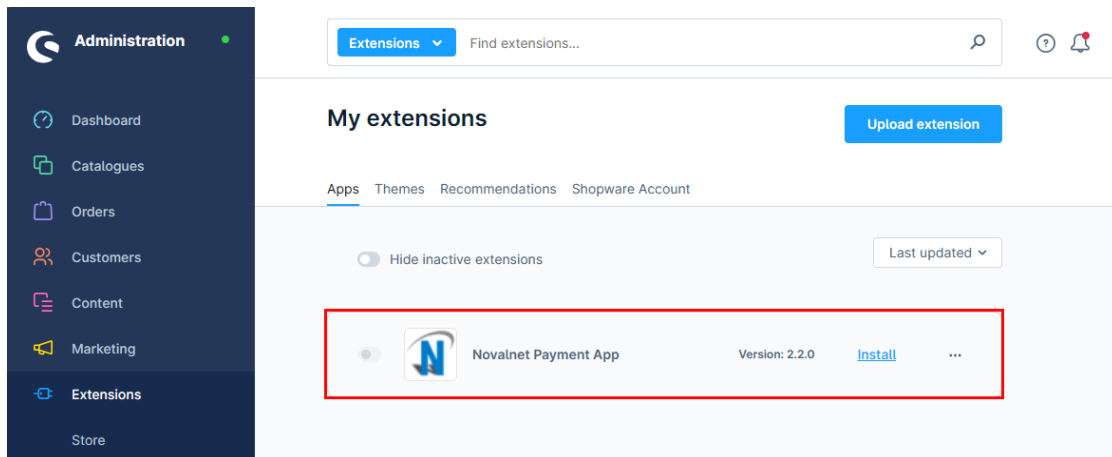 Administration
Extensions
Find extensions...
Dashboard
Catalogues
Orders
Customers
Content
Marketing
Extensions
Store
My extensions
Upload extension
Apps Themes Recommendations Shopware Account
Hide inactive extensions
Last updated
N Novalnet Payment App Version: 2.2.0 Install ...